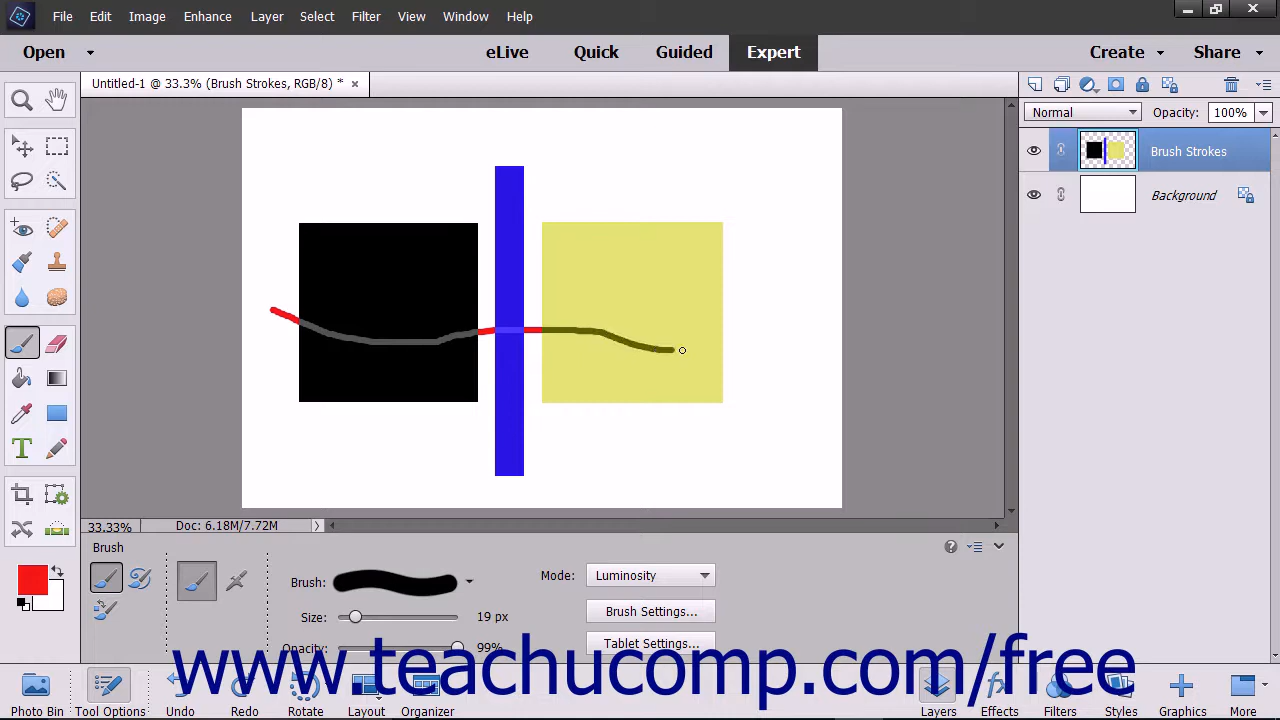 File Edit Image Enhance Layer Select Filter View Window Help
Open eLive Quick Guided Expert Create Share
Untitled-1 @ 33.3% (Brush Strokes, RGB/8) *
Normal Opacity: 100%
Brush Strokes
Background
33.33% Doc: 6.18M/7.72M
Brush
Brush: Mode: Luminosity
Size: 19 px Brush Settings...
Opacity: 99% Tablet Settings...
www.teachucomp.com/free
Photo Bin Tool Options Undo Redo Rotate Layout Organizer Layers Effects Filters Styles Graphics More